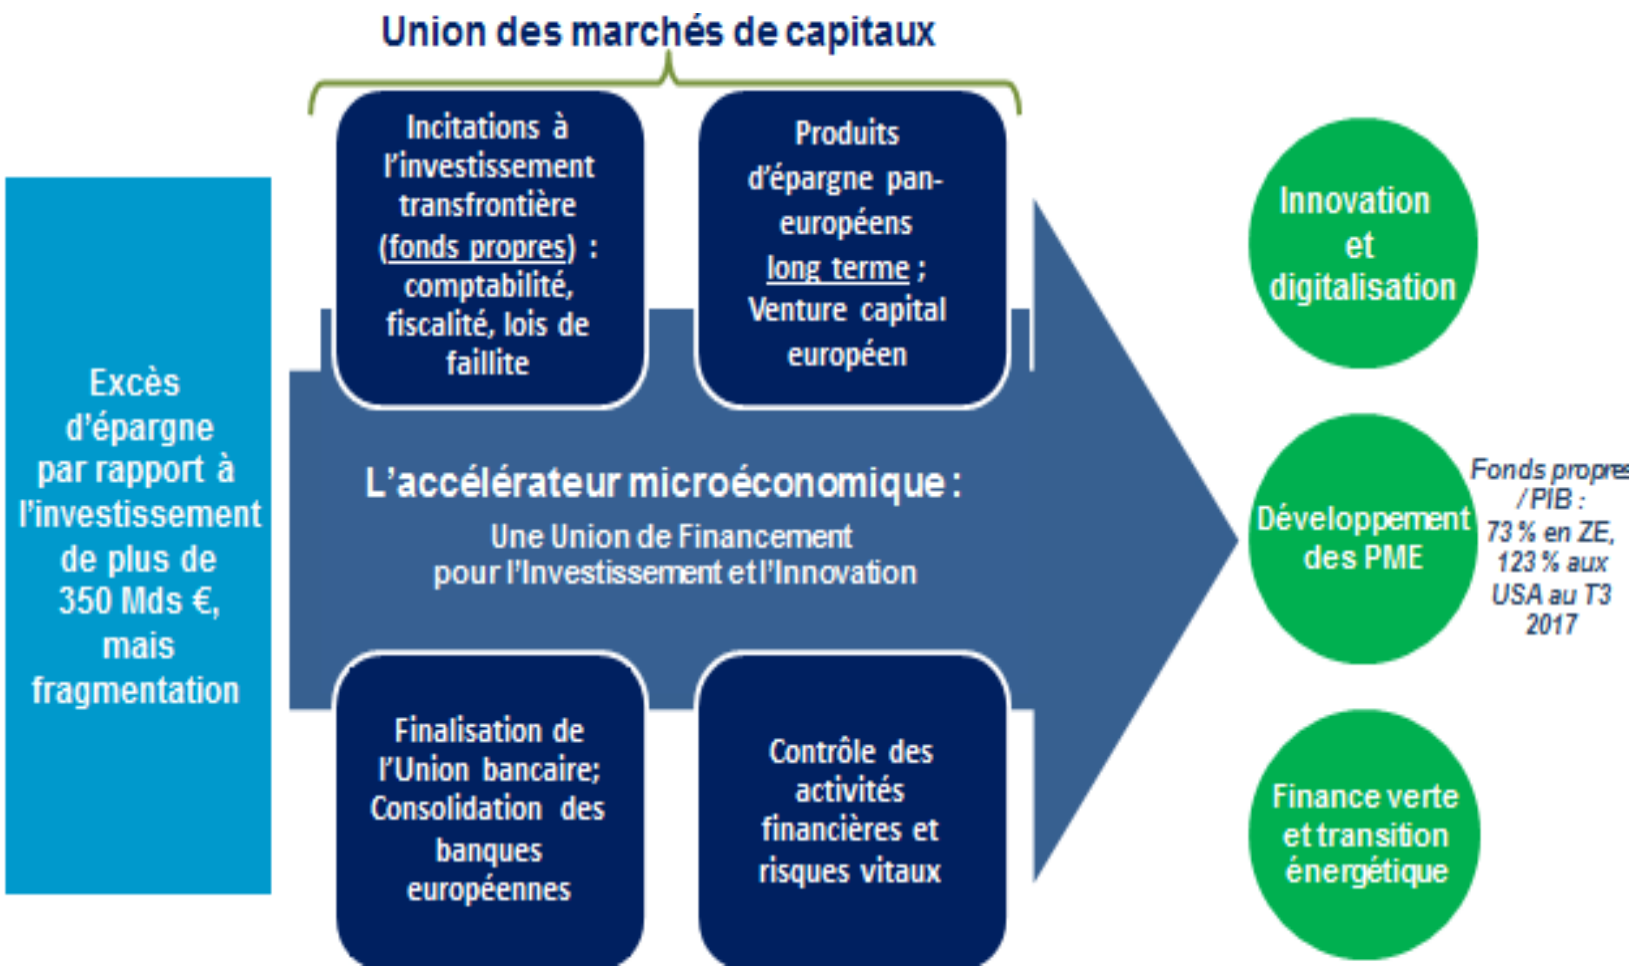 Union des marchés de capitaux
Incitations à
l'investissement
transfrontière
(fonds propres) :
comptabilité,
fiscalité, lois de
faillite
Produits
d'épargne pan-
européens
long terme ;
Venture capital
européen
Excès
d'épargne
par rapport à
l'investissement
de plus de
350 Mds €,
mais
fragmentation
L'accélérateur microéconomique :
Une Union de Financement
pour l'Investissement et l'Innovation
Finalisation de
l'Union bancaire;
Consolidation des
banques
européennes
Contrôle des
activités
financières et
risques vitaux
Innovation
et
digitalisation
Développement
des PME
Fonds propres
/ PIB :
73 % en ZE,
123 % aux
USA au T3
2017
Finance verte
et transition
énergétique